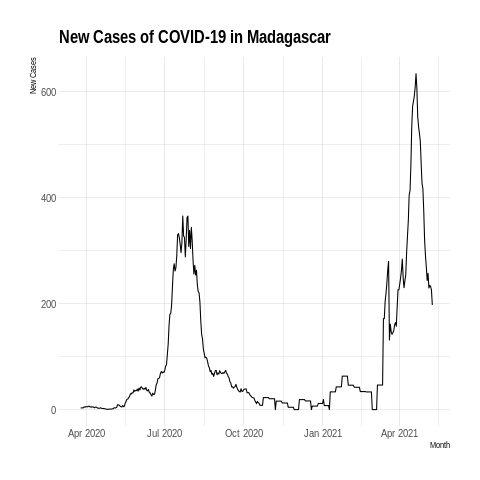 New Cases of COVID-19 in Madagascar
New Cases
600
400
200
0
Apr 2020 Jul 2020 Oct 2020 Jan 2021 Apr 2021
Month